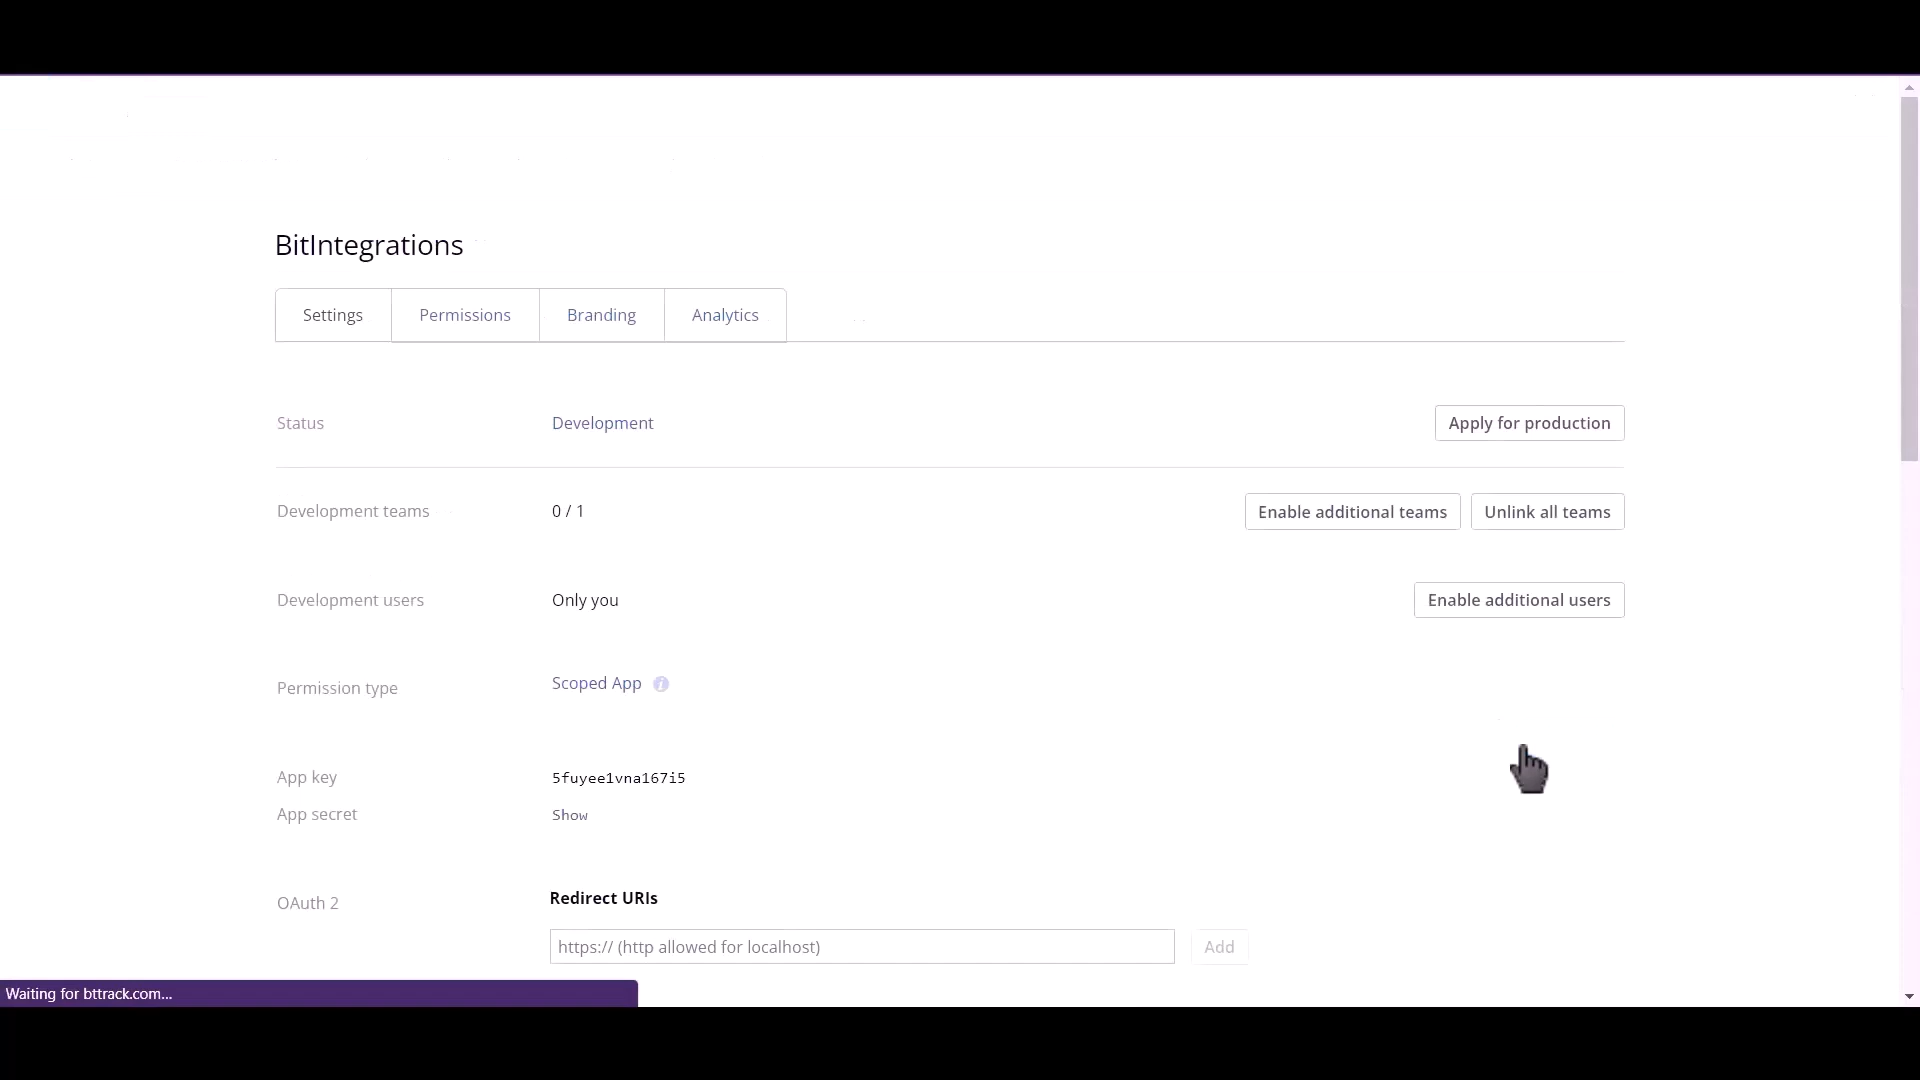 BitIntegrations
Settings Permissions Branding Analytics
Status Development Apply for production
Development teams 0 / 1 Enable additional teams Unlink all teams
Development users Only you Enable additional users
Permission type Scoped App i
App key 5fuyee1vna167i5
App secret Show
OAuth 2 Redirect URIs
https:// (http allowed for localhost) Add
Waiting for bttrack.com...